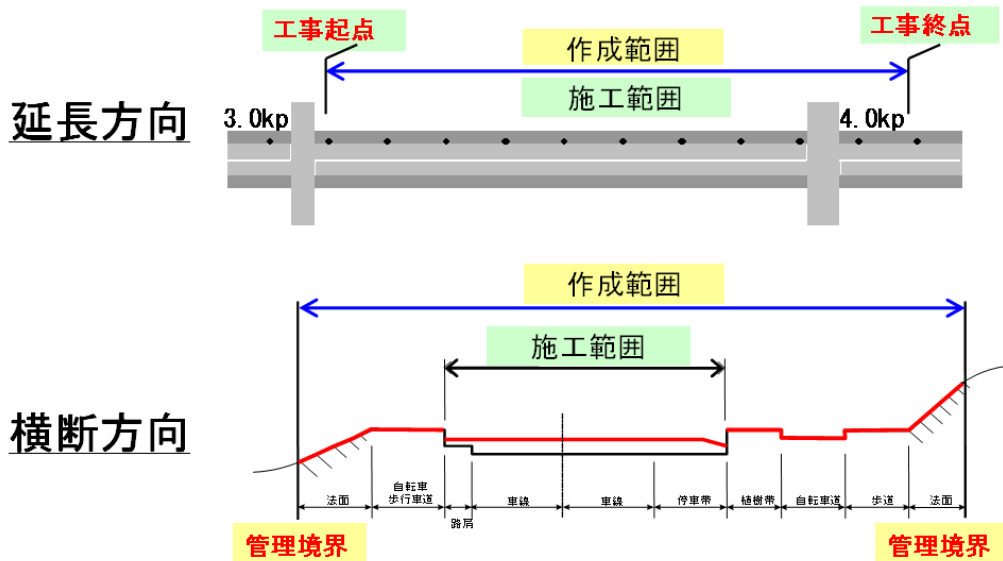 工事起点
工事終点
作成範囲
施工範囲
延長方向
3.0kp
4.0kp
作成範囲
施工範囲
横断方向
法面
自転車
歩行車道
路肩
車線
車線
停車帯
植樹帯
自転車道
歩道
法面
管理境界
管理境界